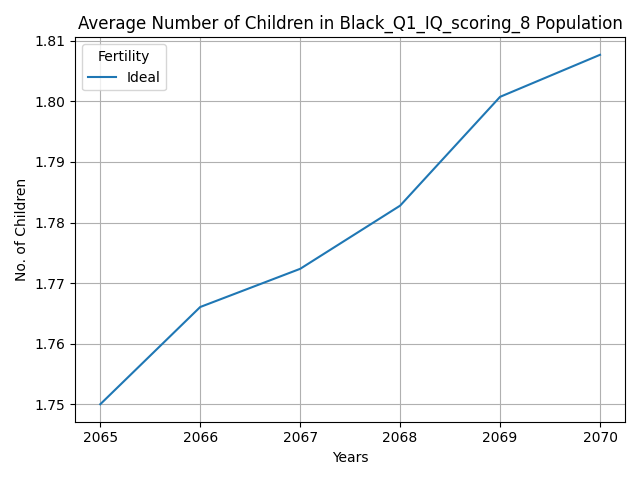 Average Number of Children in Black_Q1_IQ_scoring_8 Population
1.81
Fertility
Ideal
1.80
1.79
1.78
1.77
1.76
1.75
No. of Children
2065 2066 2067 2068 2069 2070
Years